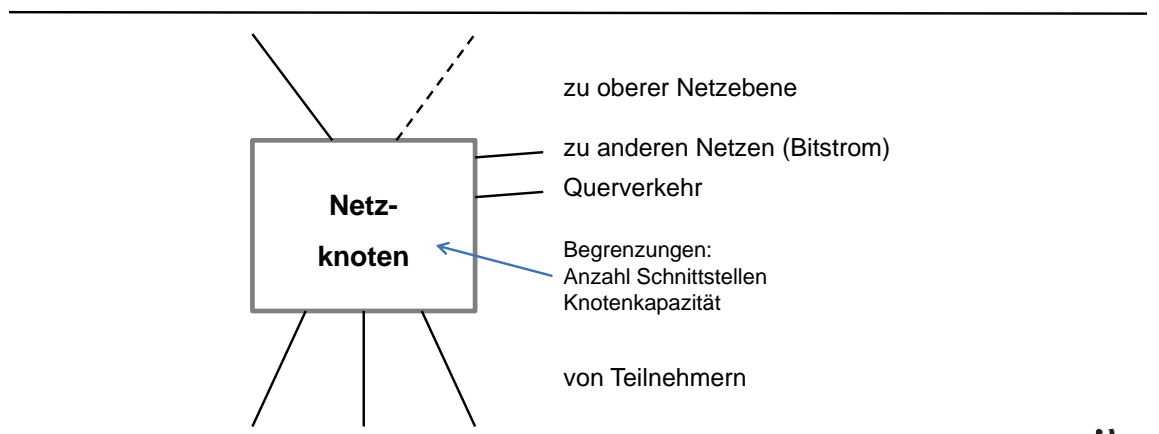 zu oberer Netzebene
zu anderen Netzen (Bitstrom)
Querverkehr
Netz-
knoten
Begrenzungen:
Anzahl Schnittstellen
Knotenkapazität
von Teilnehmern